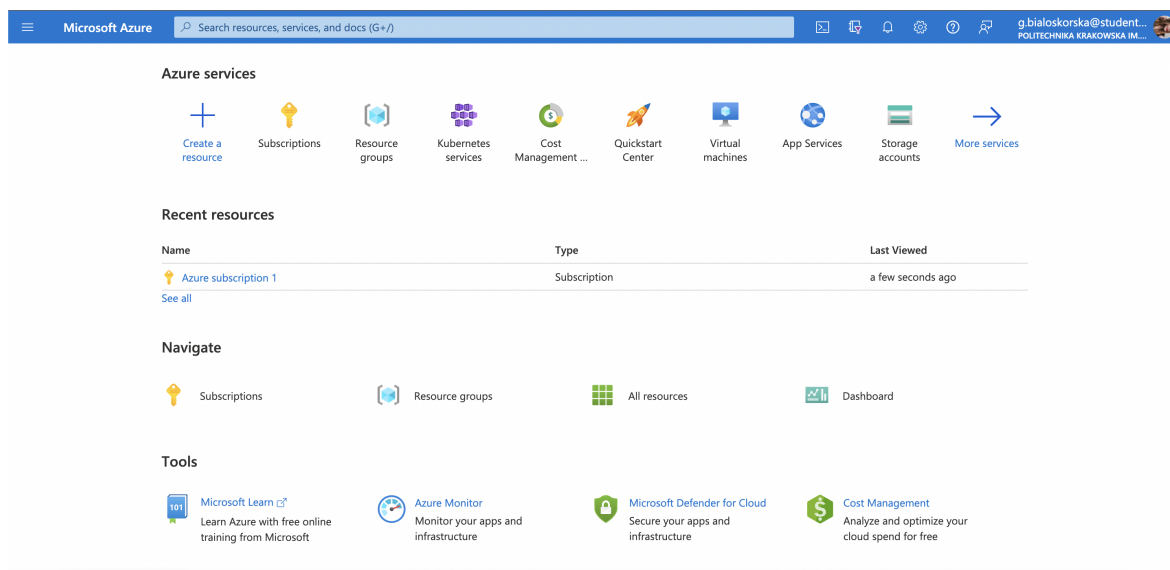 Microsoft Azure
Search resources, services, and docs (G+/)
g.bialoskorska@student...
POLITECHNIKA KRAKOWSKA IM....
Azure services
Create a resource
Subscriptions
Resource groups
Kubernetes services
Cost Management ...
Quickstart Center
Virtual machines
App Services
Storage accounts
More services
Recent resources
Name Type Last Viewed
Azure subscription 1 Subscription a few seconds ago
See all
Navigate
Subscriptions
Resource groups
All resources
Dashboard
Tools
101
Microsoft Learn
Learn Azure with free online
training from Microsoft
Azure Monitor
Monitor your apps and
infrastructure
Microsoft Defender for Cloud
Secure your apps and
infrastructure
Cost Management
Analyze and optimize your
cloud spend for free